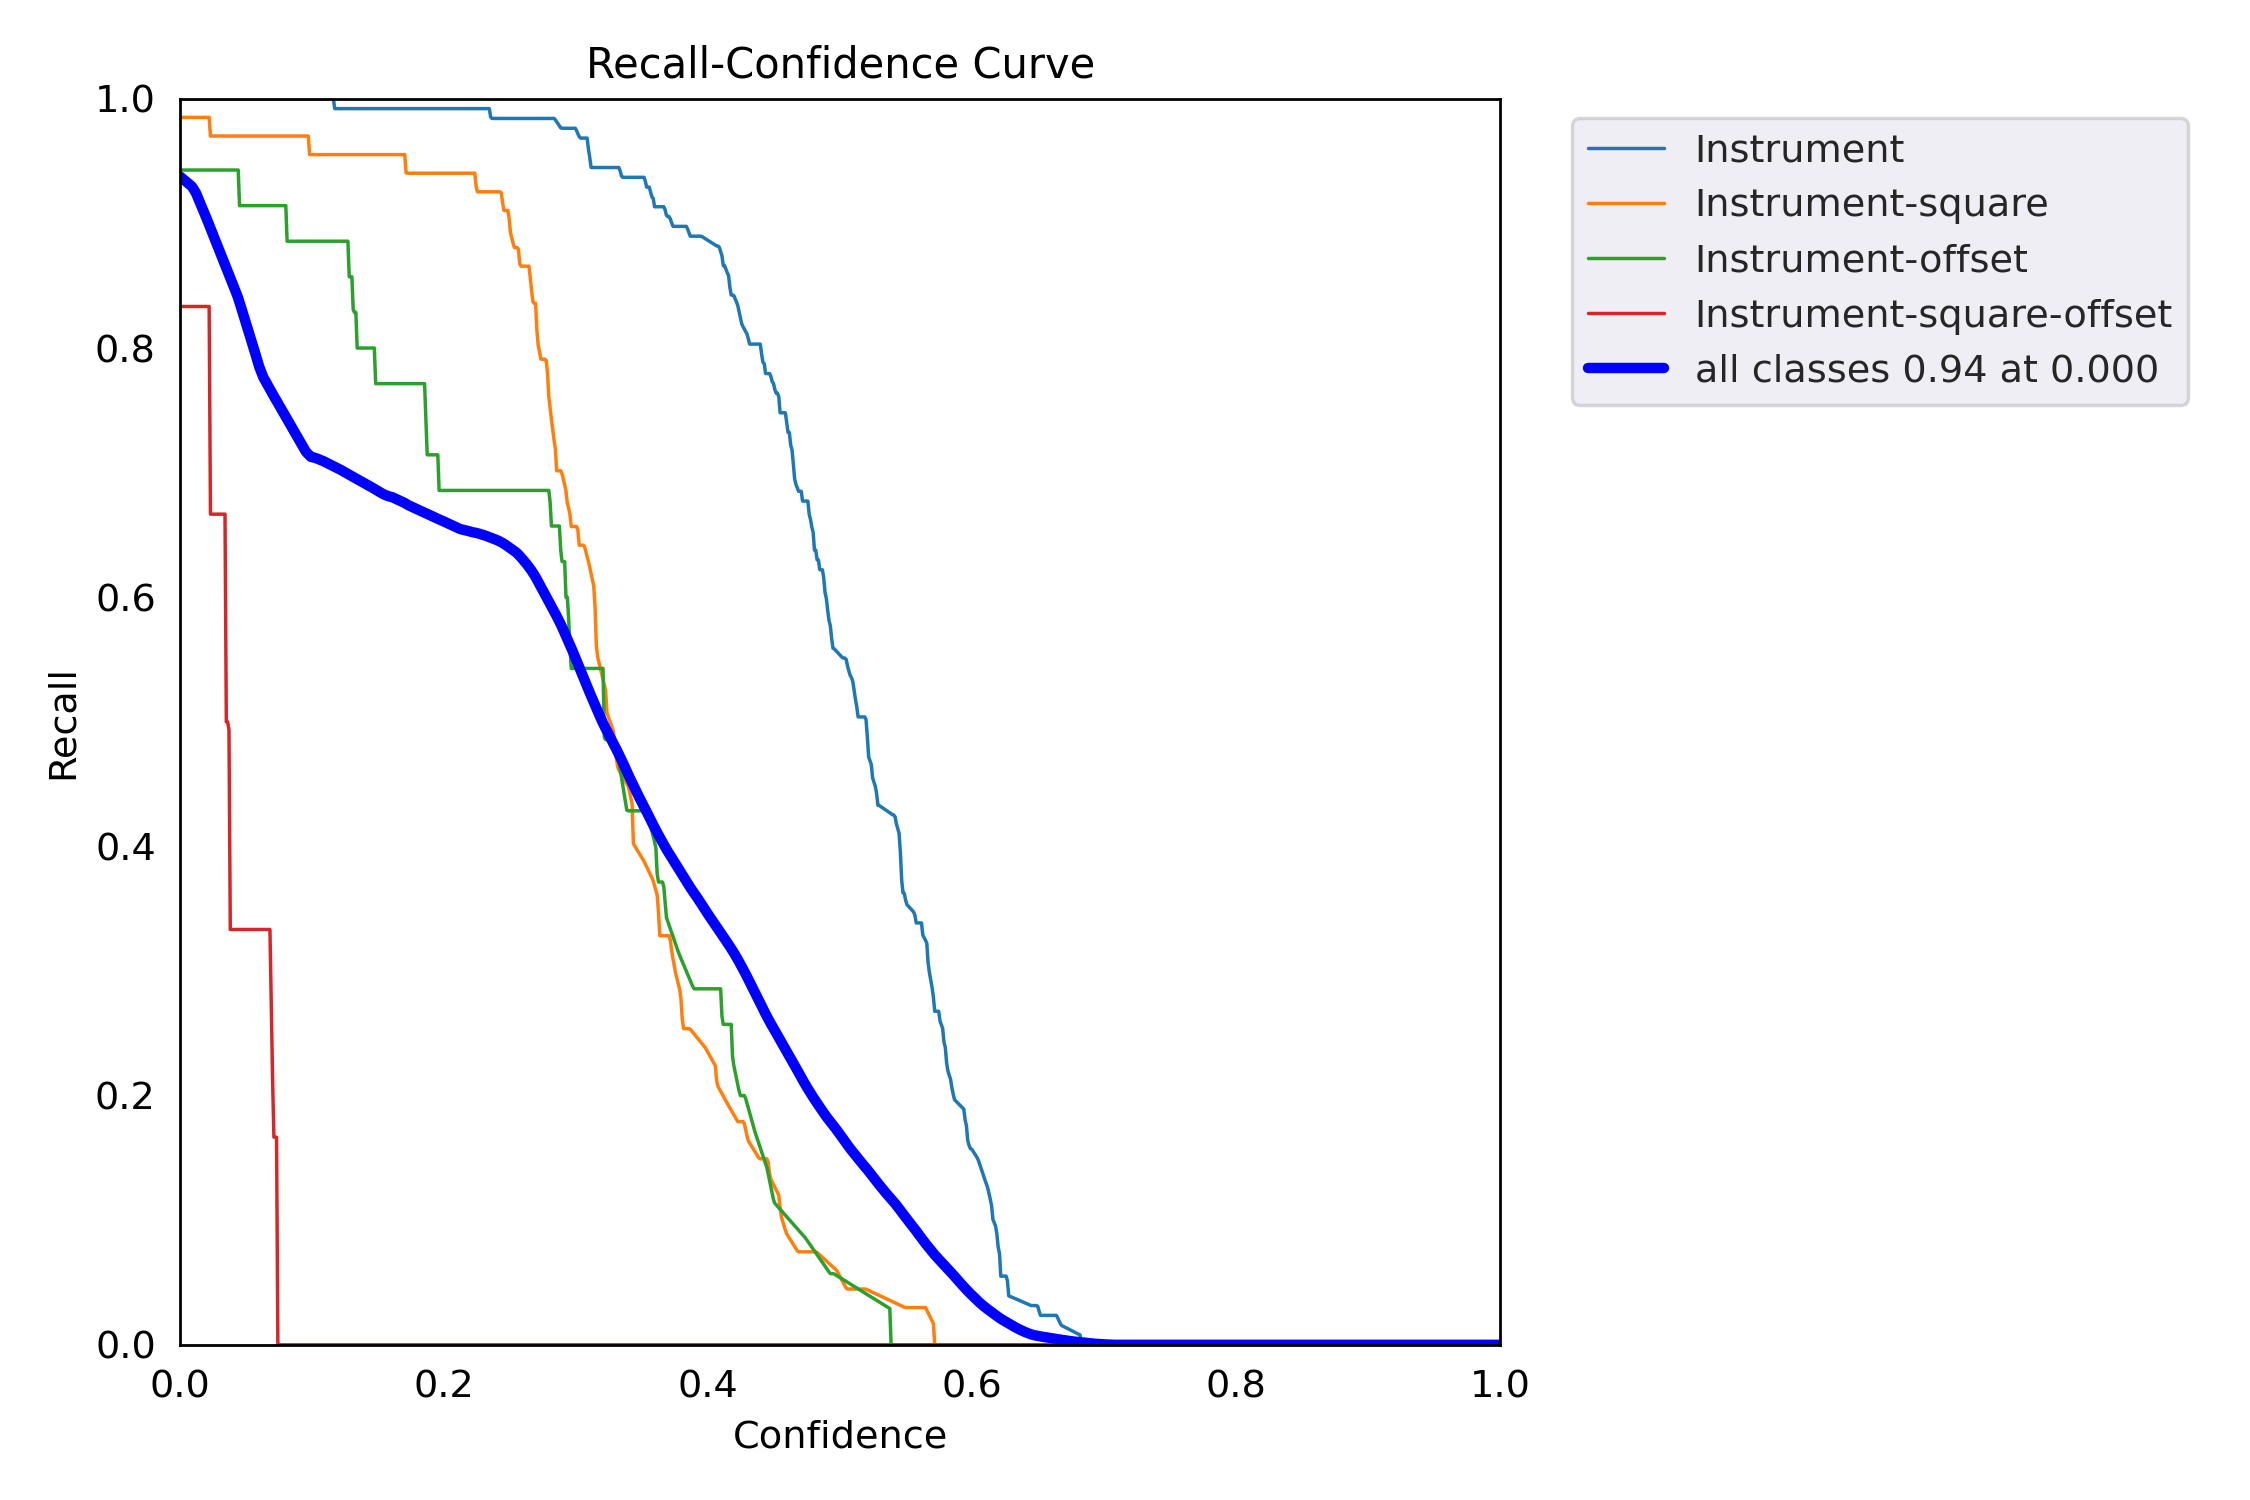 Recall-Confidence Curve
1.0
0.8
0.6
0.4
0.2
0.0
Recall
0.0 0.2 0.4 0.6 0.8 1.0
Confidence
Instrument
Instrument-square
Instrument-offset
Instrument-square-offset
all classes 0.94 at 0.000